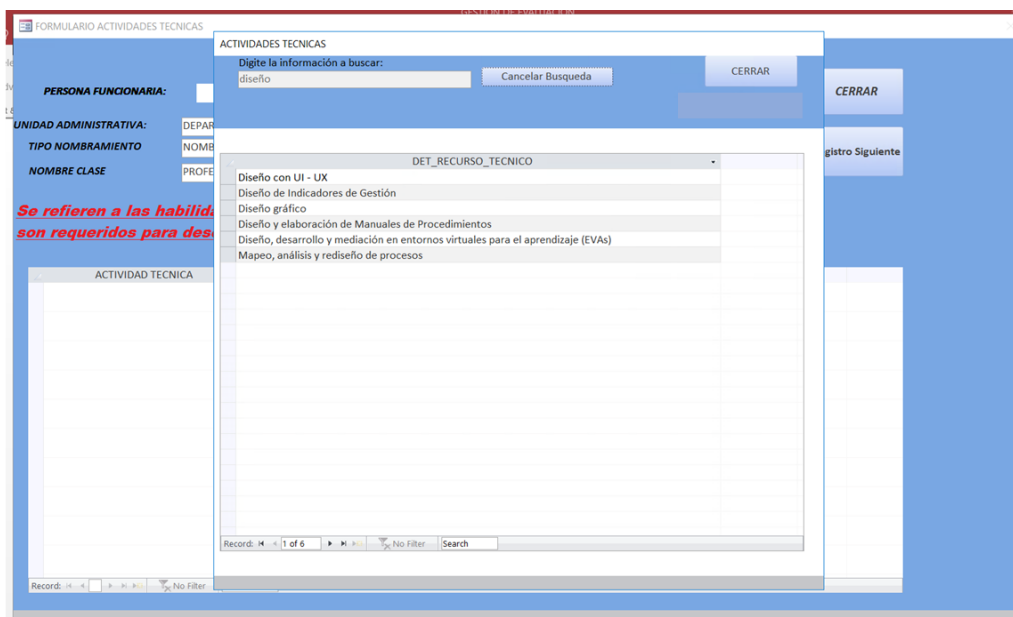 GESTION DE EVALUACION
FORMULARIO ACTIVIDADES TECNICAS
ACTIVIDADES TECNICAS
Digite la información a buscar:
diseño
Cancelar Busqueda
CERRAR
PERSONA FUNCIONARIA:
CERRAR
UNIDAD ADMINISTRATIVA:
DEPAR
TIPO NOMBRAMIENTO
NOMB
gistro Siguiente
NOMBRE CLASE
PROFE
DET_RECURSO_TECNICO
Diseño con UI - UX
Diseño de Indicadores de Gestión
Diseño gráfico
Diseño y elaboración de Manuales de Procedimientos
Diseño, desarrollo y mediación en entornos virtuales para el aprendizaje (EVAs)
Mapeo, análisis y rediseño de procesos
Se refieren a las habilida
son requeridos para des
ACTIVIDAD TECNICA
Record: 1 of 6 No Filter Search
Record: No Filter